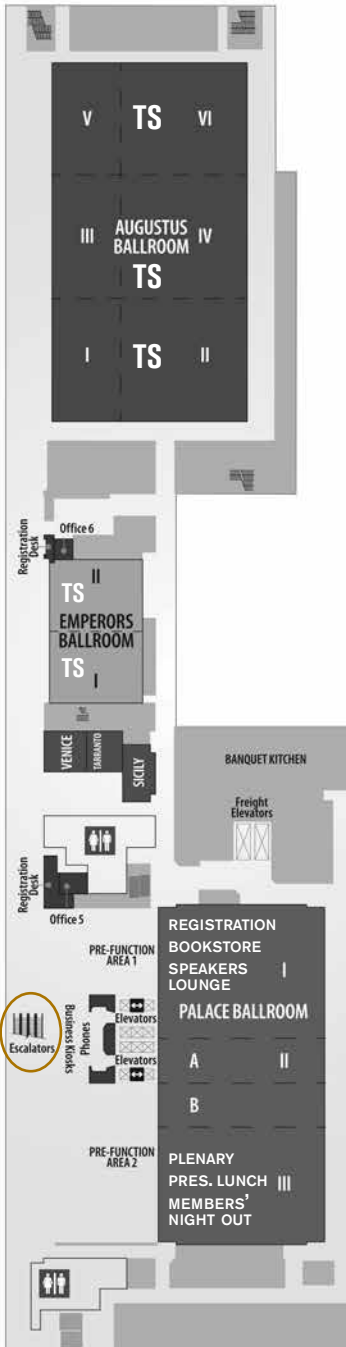 V TS VI
III AUGUSTUS IV
BALLROOM
TS
I TS II
Office 6
Registration
Desk
II
TS
EMPERORS
BALLROOM
TS
I
VENICE
TARRANTO
SICILY
BANQUET KITCHEN
Freight
Elevators
Registration
Desk
Office 5
REGISTRATION
BOOKSTORE
SPEAKERS I
LOUNGE
PALACE BALLROOM
PRE-FUNCTION
AREA 1
Elevators
Business Kiosks
Phones
Escalators
Elevators
A II
B
PRE-FUNCTION
AREA 2
PLENARY
PRES. LUNCH III
MEMBERS'
NIGHT OUT